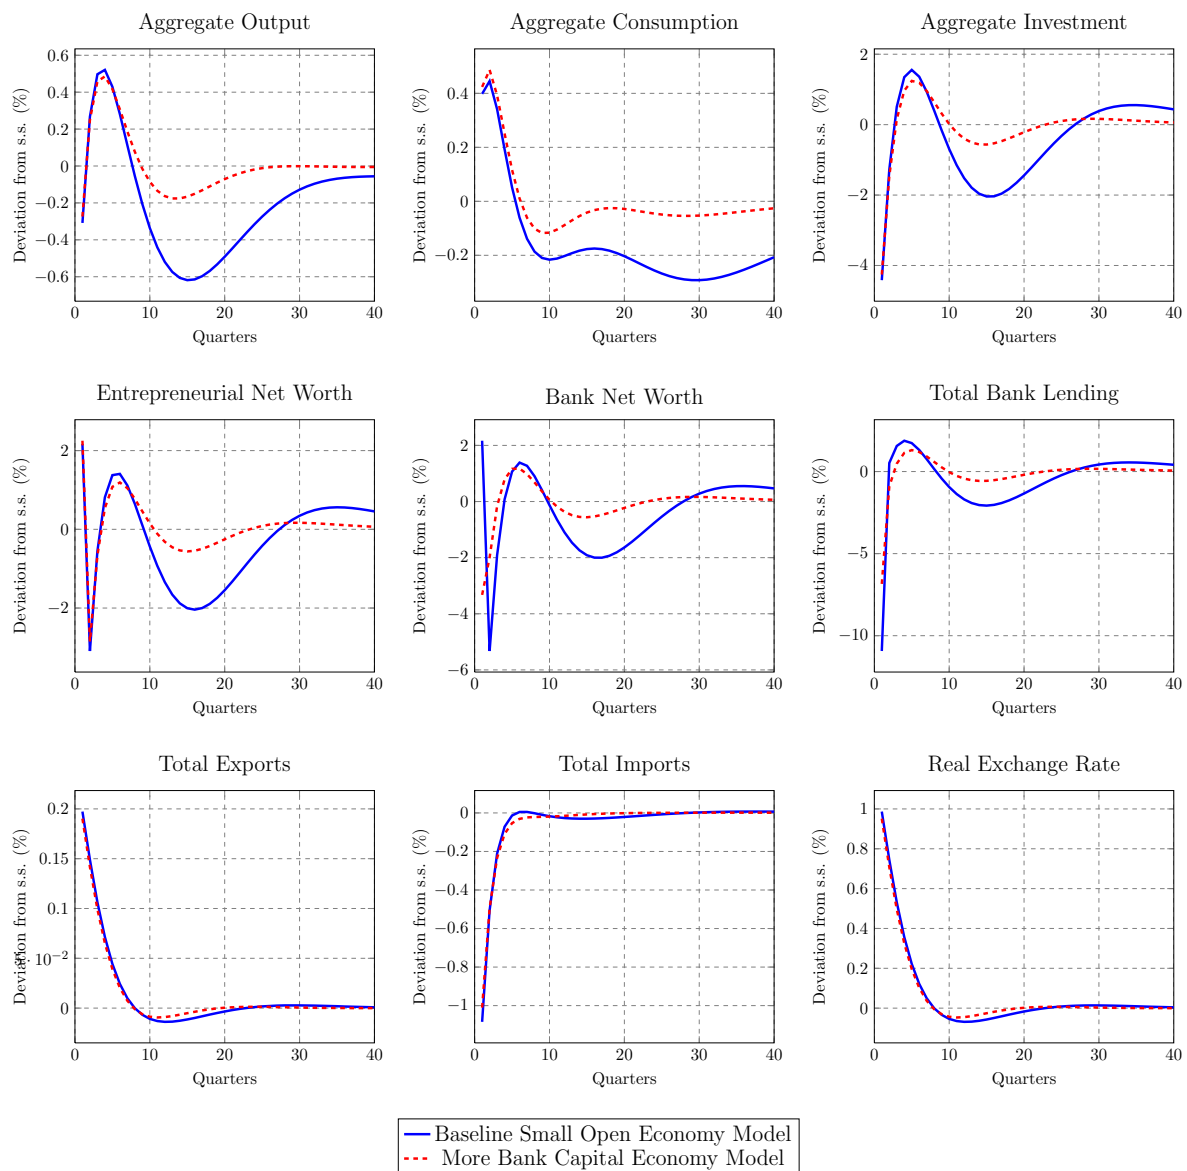 Aggregate Output
Aggregate Consumption
Aggregate Investment
Deviation from s.s. (%)
0.6
0.4
0.2
0
−0.2
−0.4
−0.6
0
10
20
30
40
Quarters
Deviation from s.s. (%)
0.4
0.2
0
−0.2
0
10
20
30
40
Quarters
Deviation from s.s. (%)
2
0
−2
−4
0
10
20
30
40
Quarters
Entrepreneurial Net Worth
Bank Net Worth
Total Bank Lending
Deviation from s.s. (%)
2
0
−2
0
10
20
30
40
Quarters
Deviation from s.s. (%)
2
0
−2
−4
−6
0
10
20
30
40
Quarters
Deviation from s.s. (%)
0
−5
−10
0
10
20
30
40
Quarters
Total Exports
Total Imports
Real Exchange Rate
Deviation from s.s. (%)
0.2
0.15
0.1
5 · 10−2
0
0
10
20
30
40
Quarters
Deviation from s.s. (%)
0
−0.2
−0.4
−0.6
−0.8
−1
0
10
20
30
40
Quarters
Deviation from s.s. (%)
1
0.8
0.6
0.4
0.2
0
0
10
20
30
40
Quarters
Baseline Small Open Economy Model
More Bank Capital Economy Model